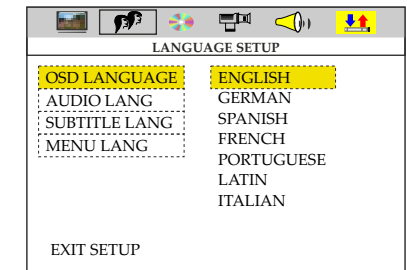 LANGUAGE SETUP
OSD LANGUAGE
AUDIO LANG
SUBTITLE LANG
MENU LANG
EXIT SETUP
ENGLISH
GERMAN
SPANISH
FRENCH
PORTUGUESE
LATIN
ITALIAN